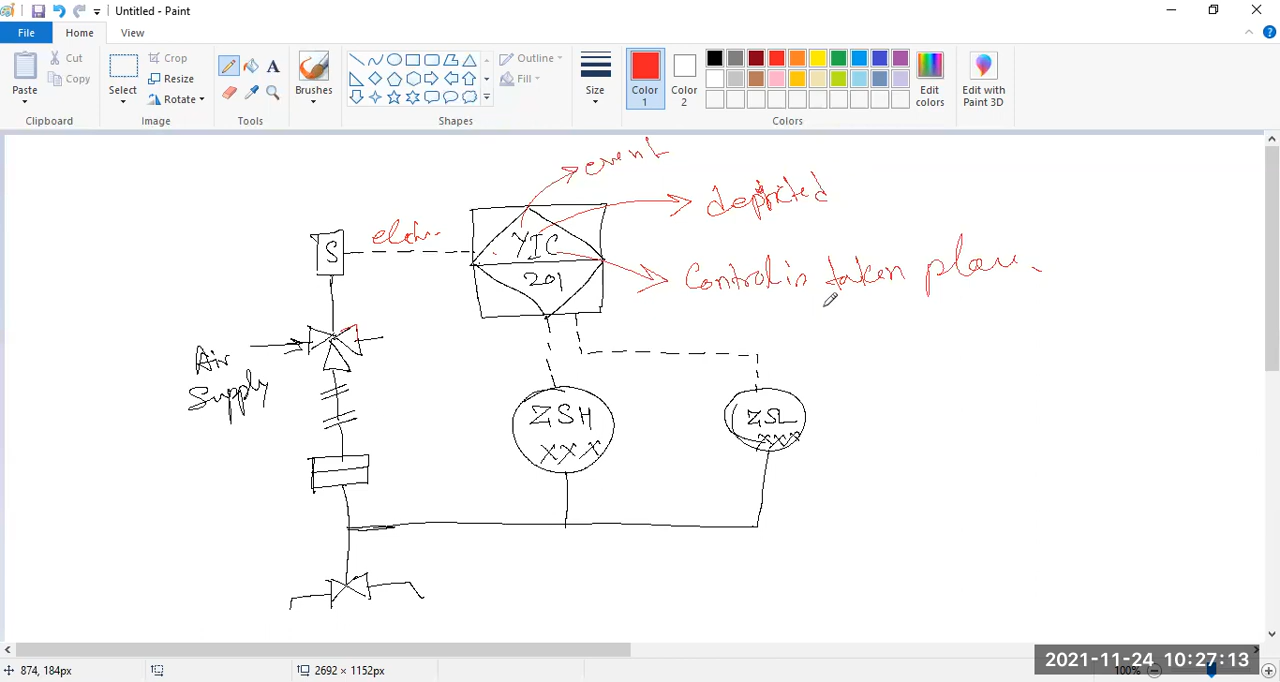 Untitled - Paint
File
Home
View
Paste
Cut
Copy
Clipboard
Select
Crop
Resize
Rotate
Image
A
Tools
Brushes
Outline
Fill
Shapes
Size
Color 1
Color 2
Edit colors
Edit with Paint 3D
Colors
event
depicted
Control is taken place.
S
YIC
201
Air
Supply
ZSH
XXX
ZSL
XXX
874, 184px
2692 × 1152px
100%
2021-11-24 10:27:13